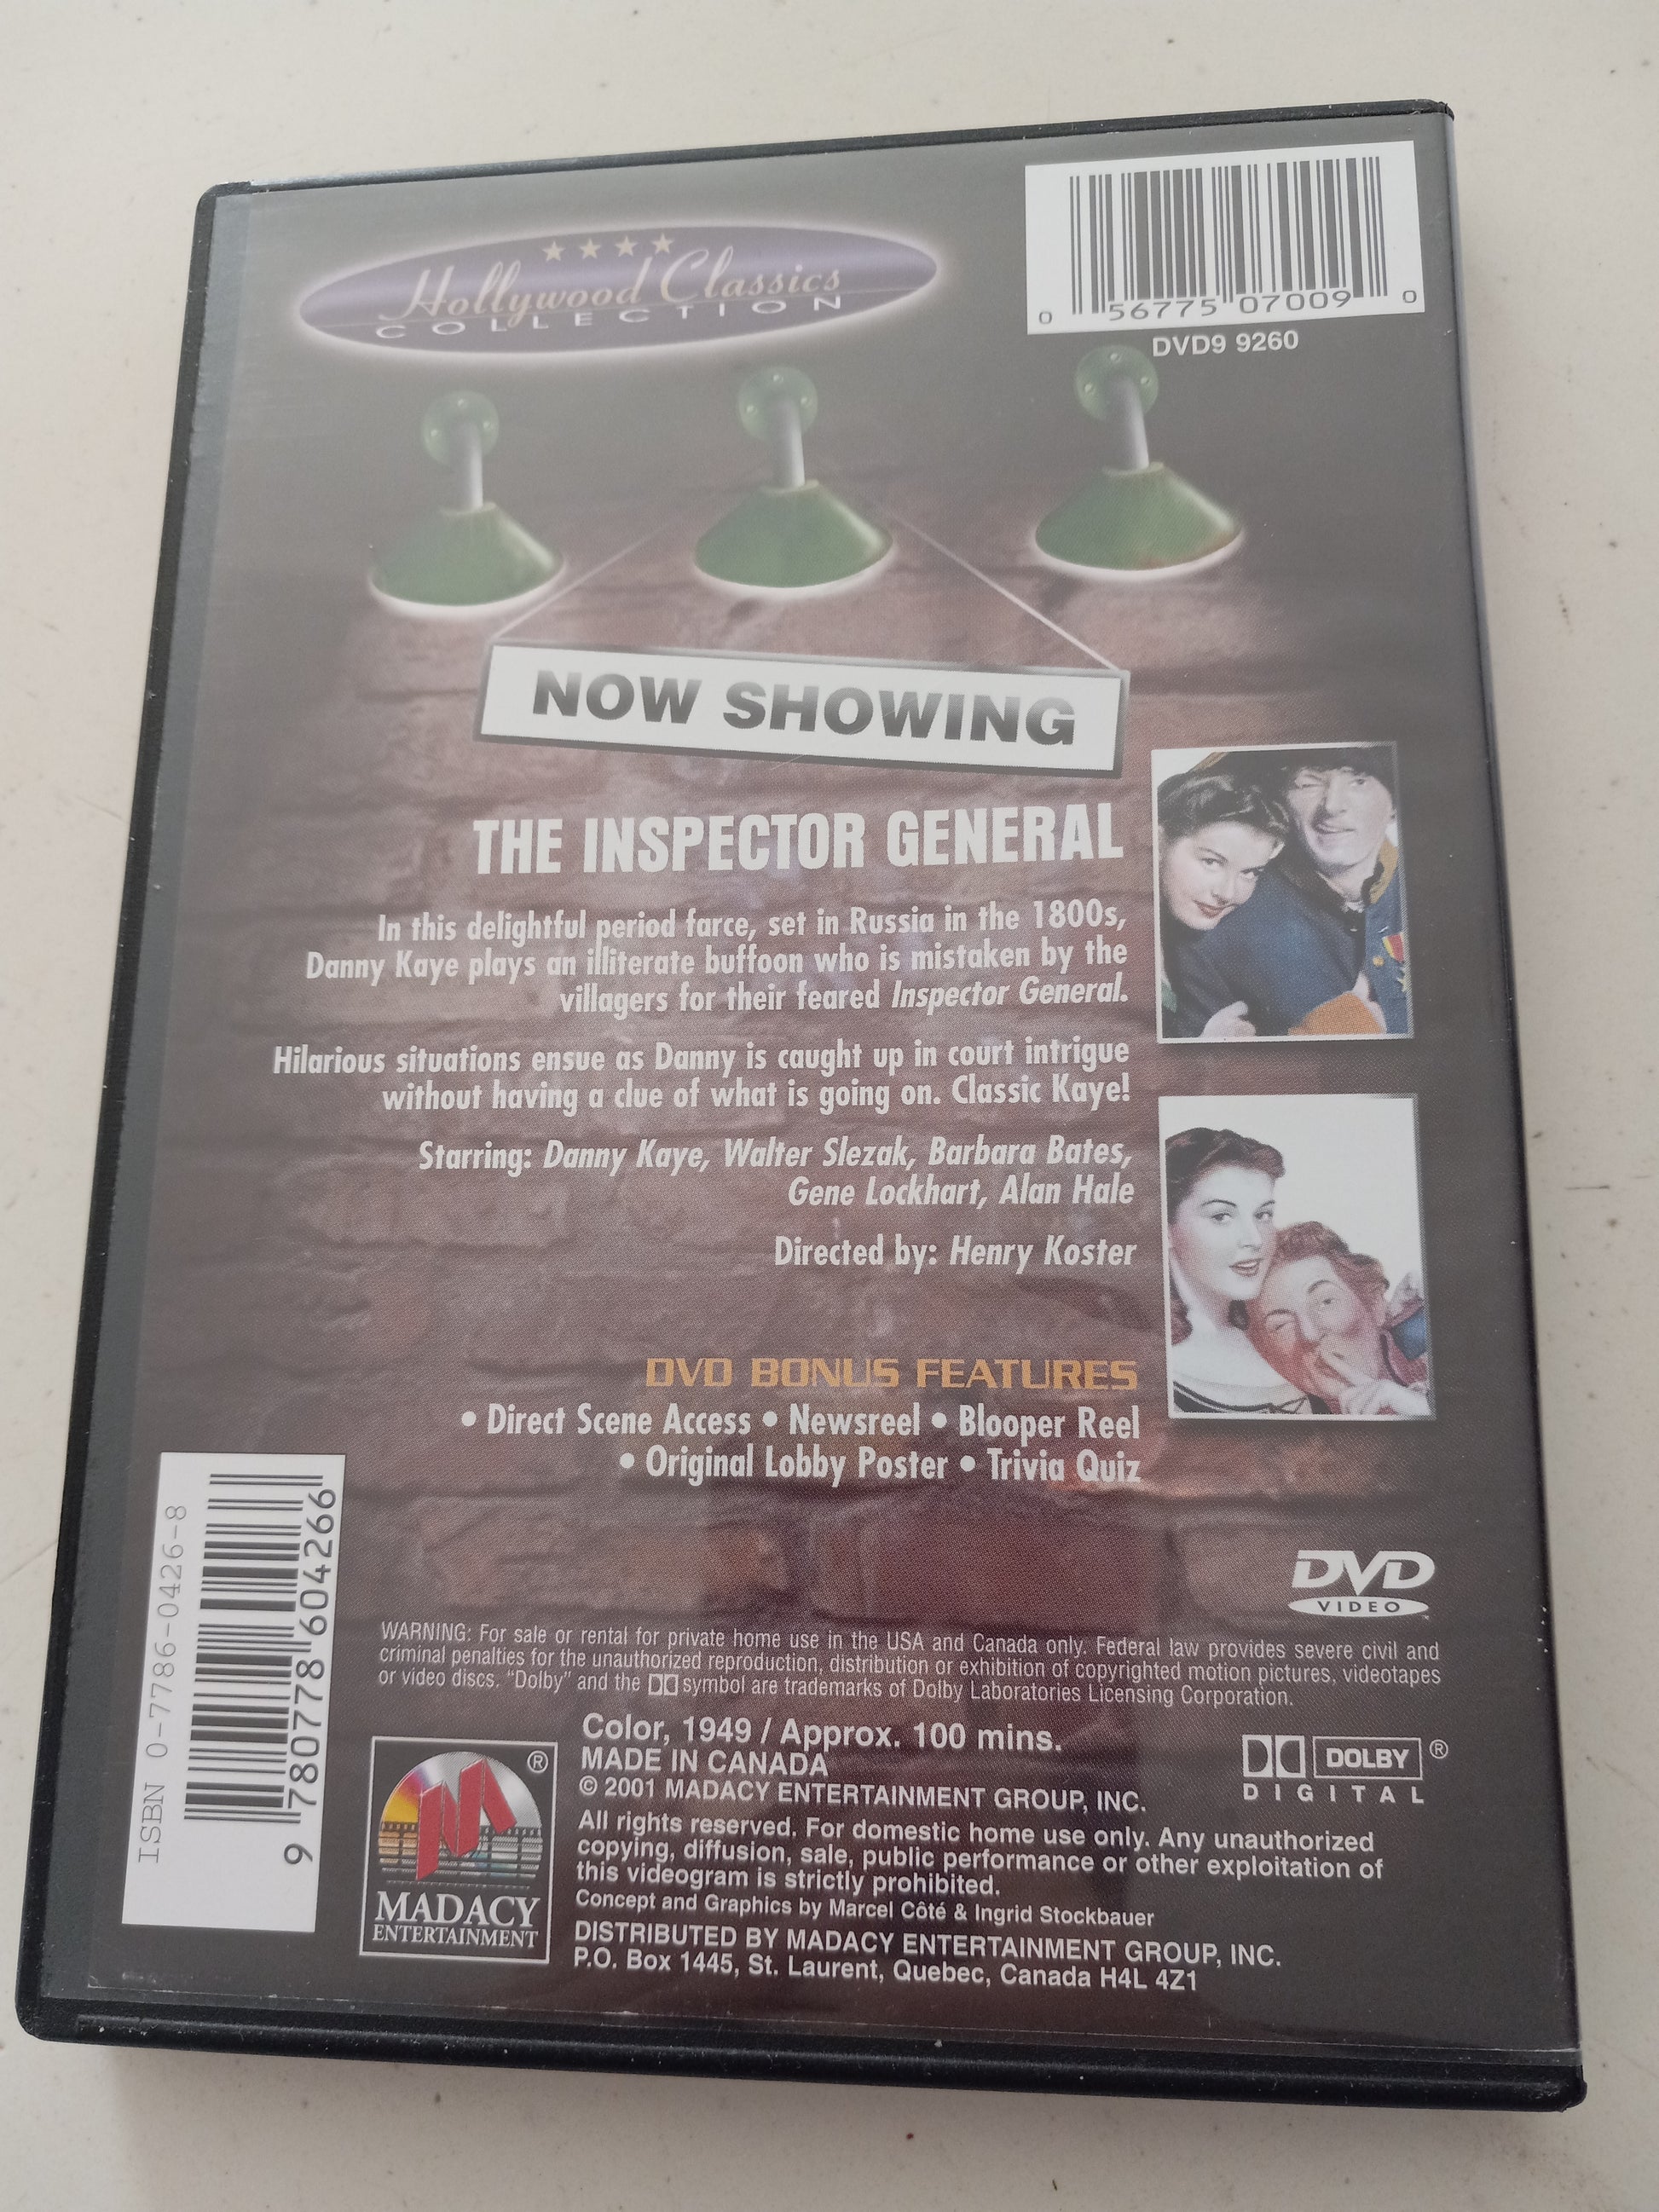 Hollywood Classics
COLLECTION
0 56775 07009 0
DVD9 9260
NOW SHOWING
THE INSPECTOR GENERAL
In this delightful period farce, set in Russia in the 1800s,
Danny Kaye plays an illiterate buffoon who is mistaken by the
villagers for their feared Inspector General.
Hilarious situations ensue as Danny is caught up in court intrigue
without having a clue of what is going on. Classic Kaye!
Starring: Danny Kaye, Walter Slezak, Barbara Bates,
Gene Lockhart, Alan Hale
Directed by: Henry Koster
DVD BONUS FEATURES
• Direct Scene Access • Newsreel • Blooper Reel
• Original Lobby Poster • Trivia Quiz
ISBN 0-7786-0426-8
9 780778 604266
DVD
VIDEO
WARNING: For sale or rental for private home use in the USA and Canada only. Federal law provides severe civil and
criminal penalties for the unauthorized reproduction, distribution or exhibition of copyrighted motion pictures, videotapes
or video discs. “Dolby” and the symbol are trademarks of Dolby Laboratories Licensing Corporation.
Color, 1949 / Approx. 100 mins.
MADE IN CANADA
© 2001 MADACY ENTERTAINMENT GROUP, INC.
All rights reserved. For domestic home use only. Any unauthorized
copying, diffusion, sale, public performance or other exploitation of
this videogram is strictly prohibited.
Concept and Graphics by Marcel Côté & Ingrid Stockbauer
DISTRIBUTED BY MADACY ENTERTAINMENT GROUP, INC.
P.O. Box 1445, St. Laurent, Quebec, Canada H4L 4Z1
DOLBY ®
DIGITAL
®
MADACY
ENTERTAINMENT